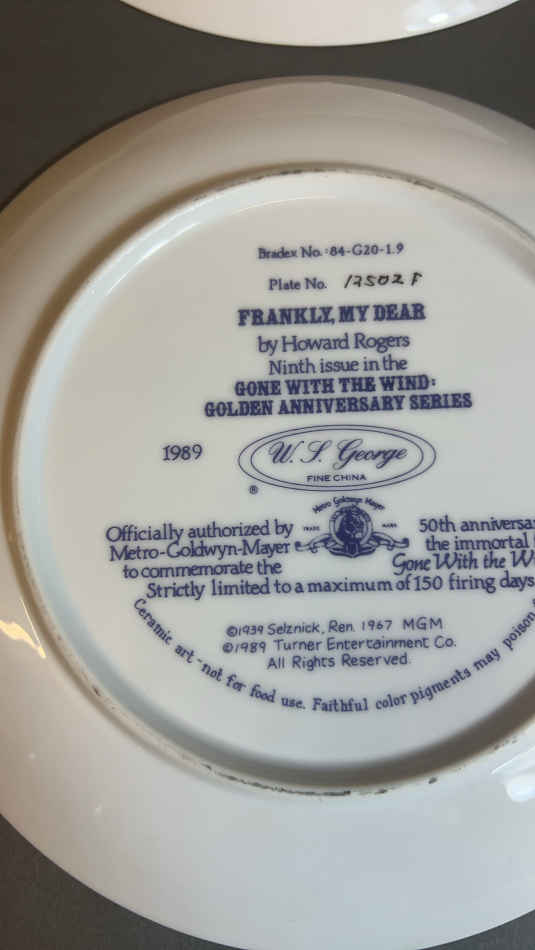 Bradex No.: 84-G20-1.9
Plate No. 12502 F
FRANKLY, MY DEAR
by Howard Rogers
Ninth issue in the
GONE WITH THE WIND:
GOLDEN ANNIVERSARY SERIES
1989
W. S. George
FINE CHINA
®
Metro Goldwyn Mayer
TRADE MARK
Officially authorized by
Metro-Goldwyn-Mayer
to commemorate the
50th anniversa
the immortal
Gone With the W
Strictly limited to a maximum of 150 firing days
©1939 Selznick, Ren. 1967 MGM
©1989 Turner Entertainment Co.
All Rights Reserved.
Ceramic art - not for food use. Faithful color pigments may poison